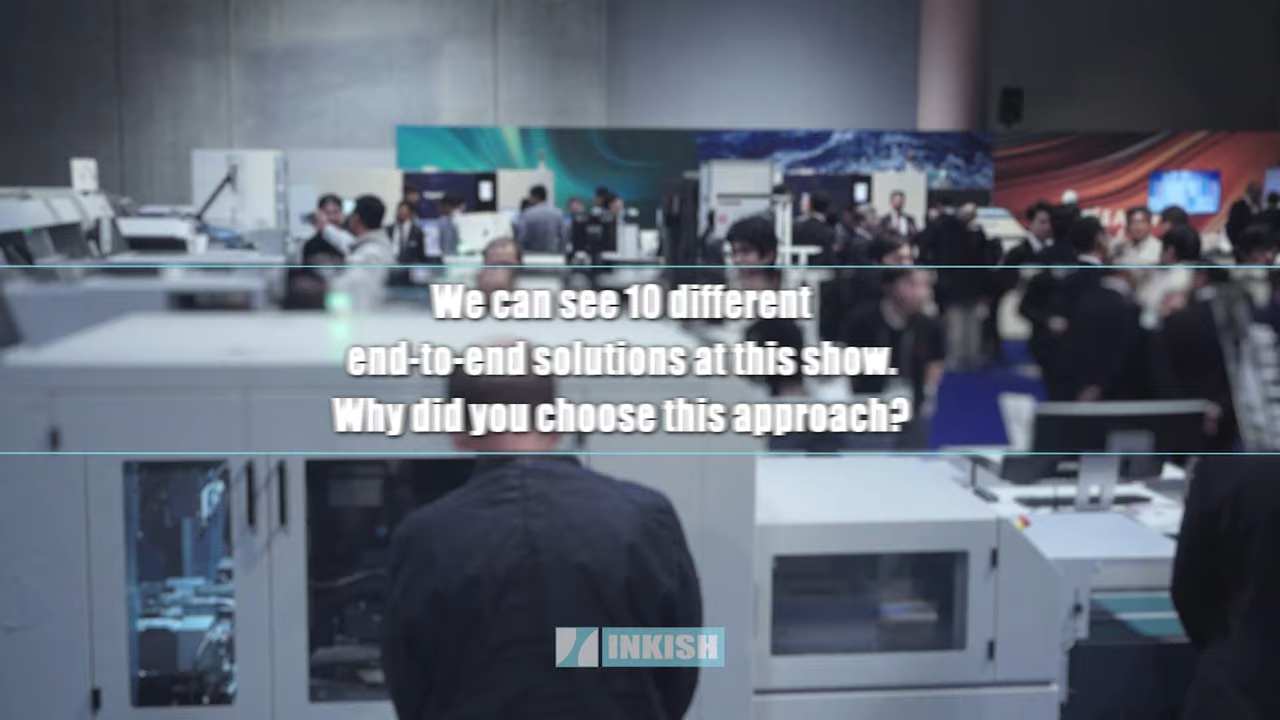 We can see 10 different
end-to-end solutions at this show.
Why did you choose this approach?
INKISH